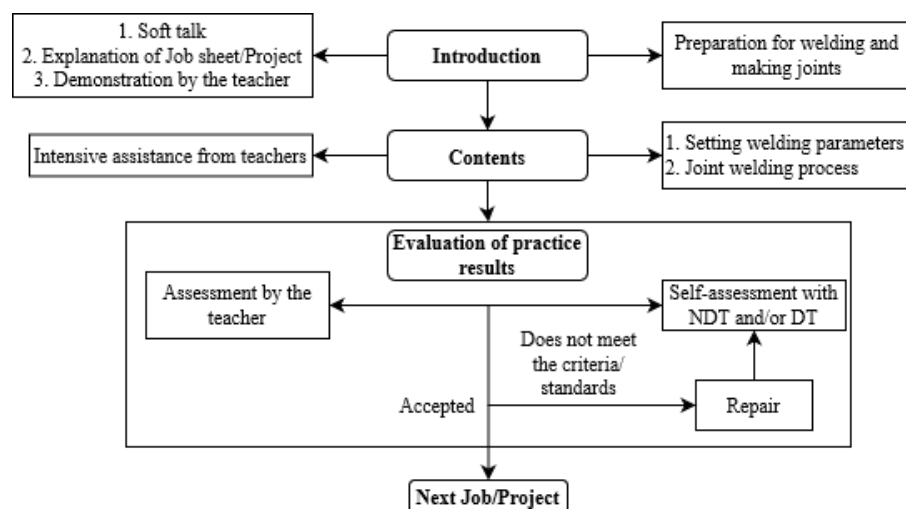 1. Soft talk
2. Explanation of Job sheet/Project
3. Demonstration by the teacher
Introduction
Preparation for welding and
making joints
Intensive assistance from teachers
Contents
1. Setting welding parameters
2. Joint welding process
Evaluation of practice
results
Assessment by the
teacher
Self-assessment with
NDT and/or DT
Does not meet
the criteria/
standards
Accepted
Repair
Next Job/Project